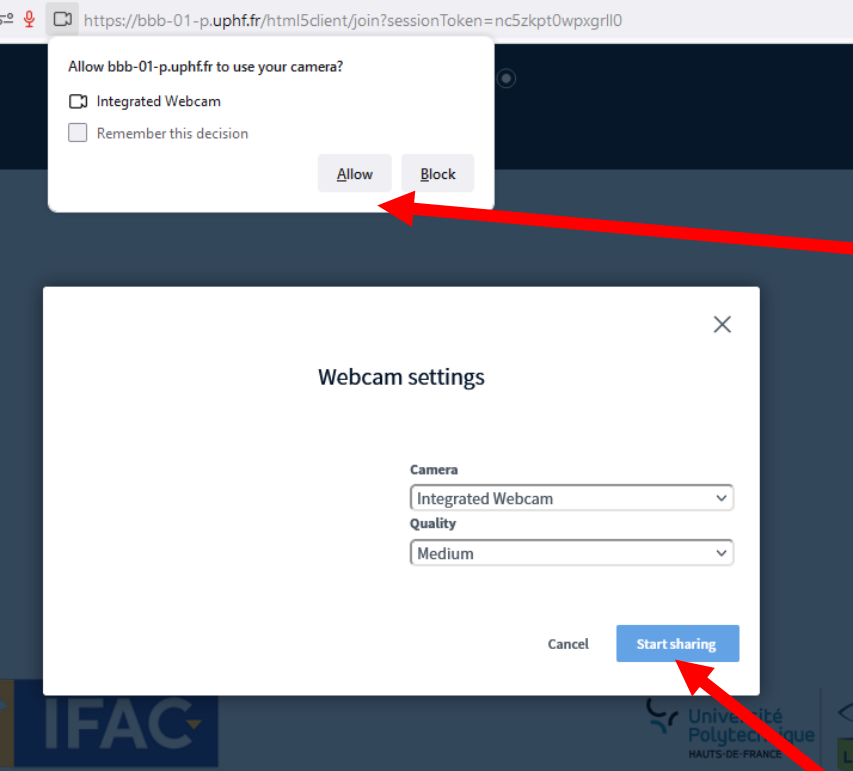 https://bbb-01-p.uphf.fr/html5client/join?sessionToken=nc5zkpt0wpxgrll0
Allow bbb-01-p.uphf.fr to use your camera?
Integrated Webcam
Remember this decision
Allow
Block
Webcam settings
Camera
Integrated Webcam
Quality
Medium
Cancel
Start sharing
IFAC
Université
Polytechnique
HAUTS-DE-FRANCE
L